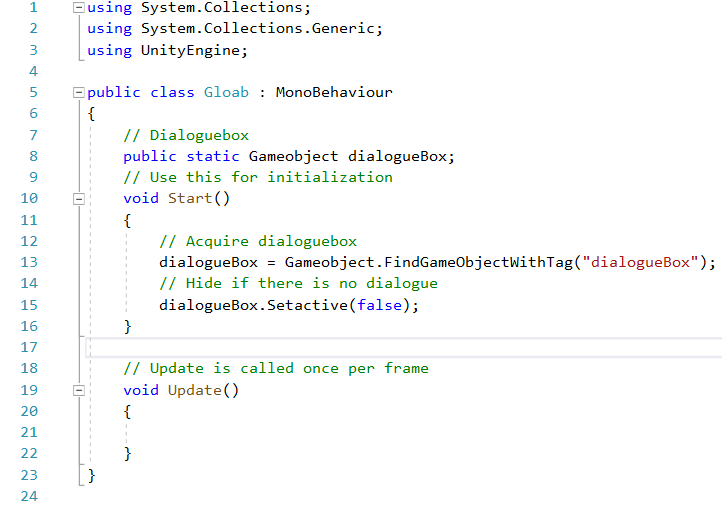 1 using System.Collections;
2 using System.Collections.Generic;
3 using UnityEngine;
4
5 public class Gloab : MonoBehaviour
6 {
7 // Dialoguebox
8 public static Gameobject dialogueBox;
9 // Use this for initialization
10 void Start()
11 {
12 // Acquire dialoguebox
13 dialogueBox = Gameobject.FindGameObjectWithTag("dialogueBox");
14 // Hide if there is no dialogue
15 dialogueBox.Setactive(false);
16 }
17
18 // Update is called once per frame
19 void Update()
20 {
21
22 }
23 }
24